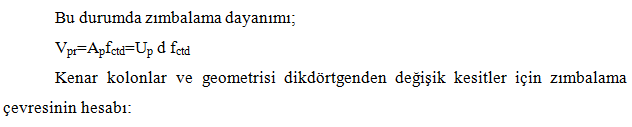 Bu durumda zımbalama dayanımı;
Vpr=Apfctd=Up d fctd
Kenar kolonlar ve geometrisi dikdörtgenden değişik kesitler için zımbalama
çevresinin hesabı: